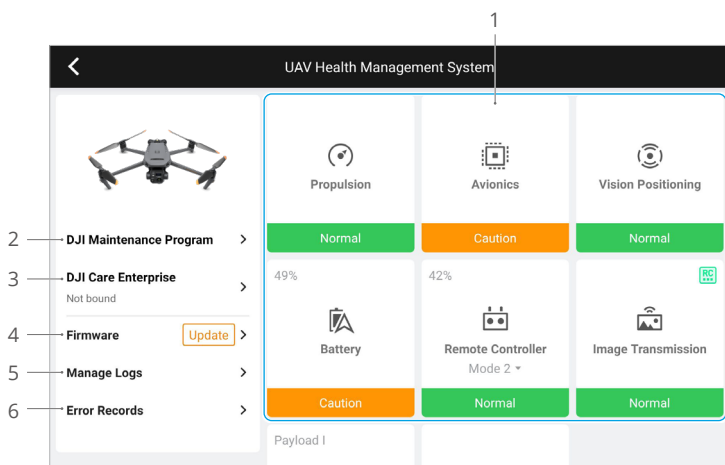 1
UAV Health Management System
Propulsion
Normal
Avionics
Caution
Vision Positioning
Normal
2
DJI Maintenance Program
3
DJI Care Enterprise
Not bound
4
Firmware
Update
5
Manage Logs
6
Error Records
49%
Battery
Caution
42%
Remote Controller
Mode 2
Normal
RC
Image Transmission
Normal
Payload I